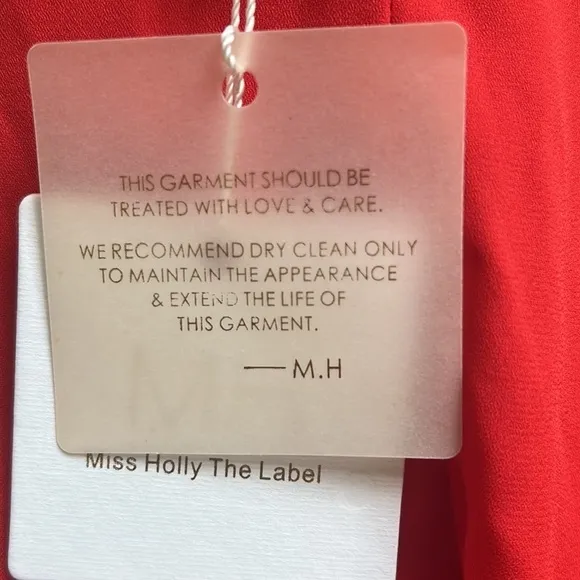 THIS GARMENT SHOULD BE
TREATED WITH LOVE & CARE.
WE RECOMMEND DRY CLEAN ONLY
TO MAINTAIN THE APPEARANCE
& EXTEND THE LIFE OF
THIS GARMENT.
— M.H
Miss Holly The Label